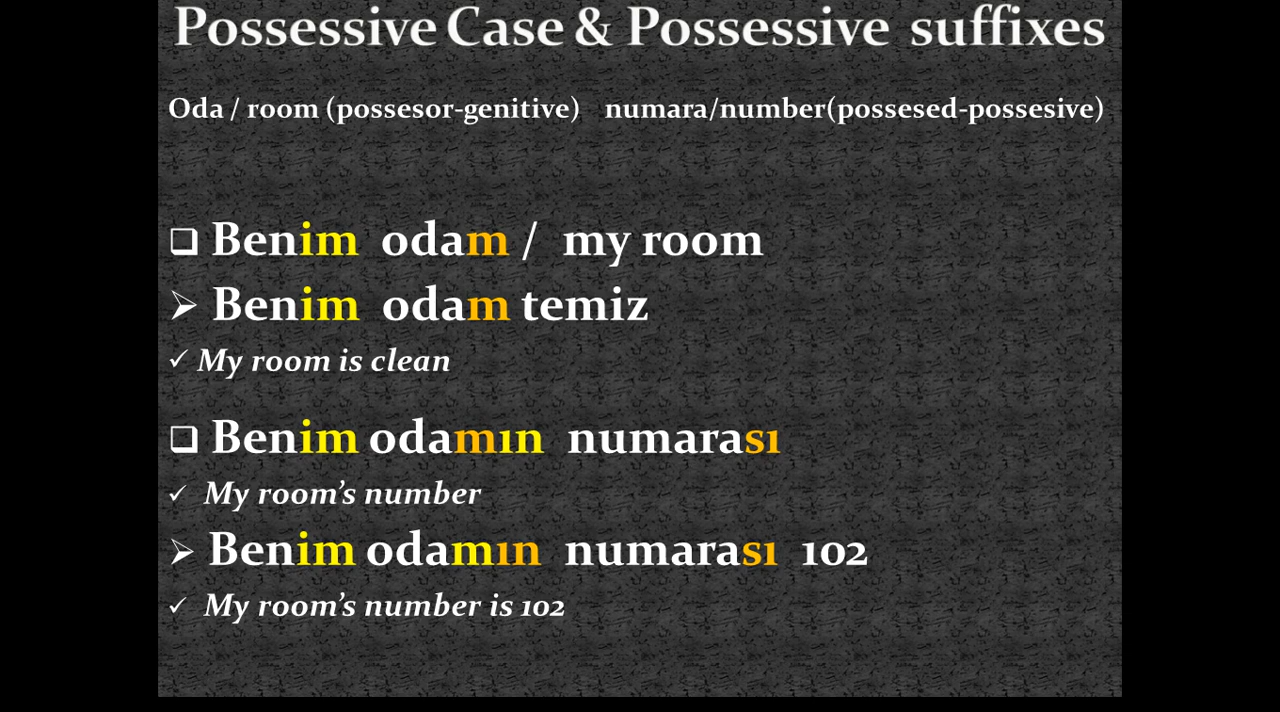 Possessive Case & Possessive suffixes
Oda / room (possesor-genitive) numara/number(possesed-possesive)
❑ Benim odam / my room
➢ Benim odam temiz
✓ My room is clean
❑ Benim odamın numarası
✓ My room’s number
➢ Benim odamın numarası 102
✓ My room’s number is 102